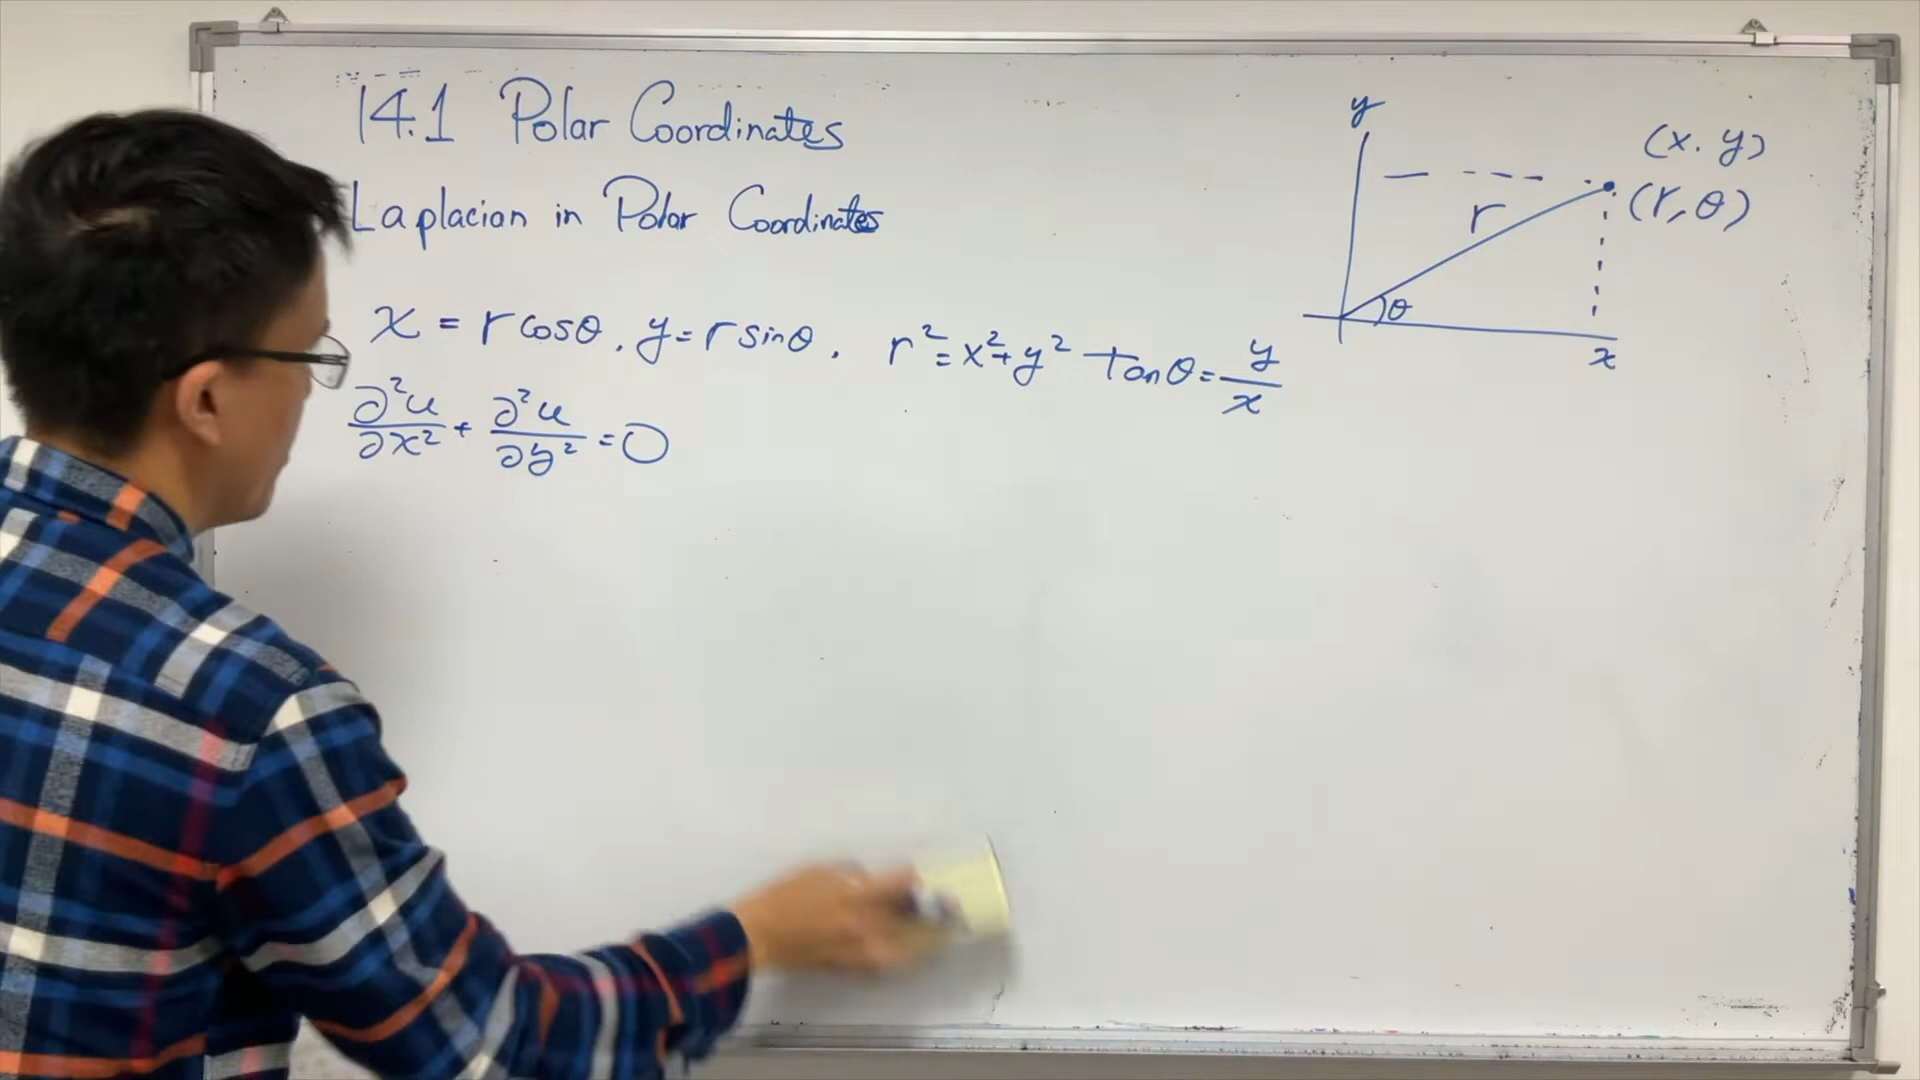 14.1 Polar Coordinates
Laplacian in Polar Coordinates
x = r cosθ, y = r sinθ, r² = x² + y² tanθ = y/x
∂²u/∂x² + ∂²u/∂y² = 0
y
(x. y)
r
(r, θ)
θ
x